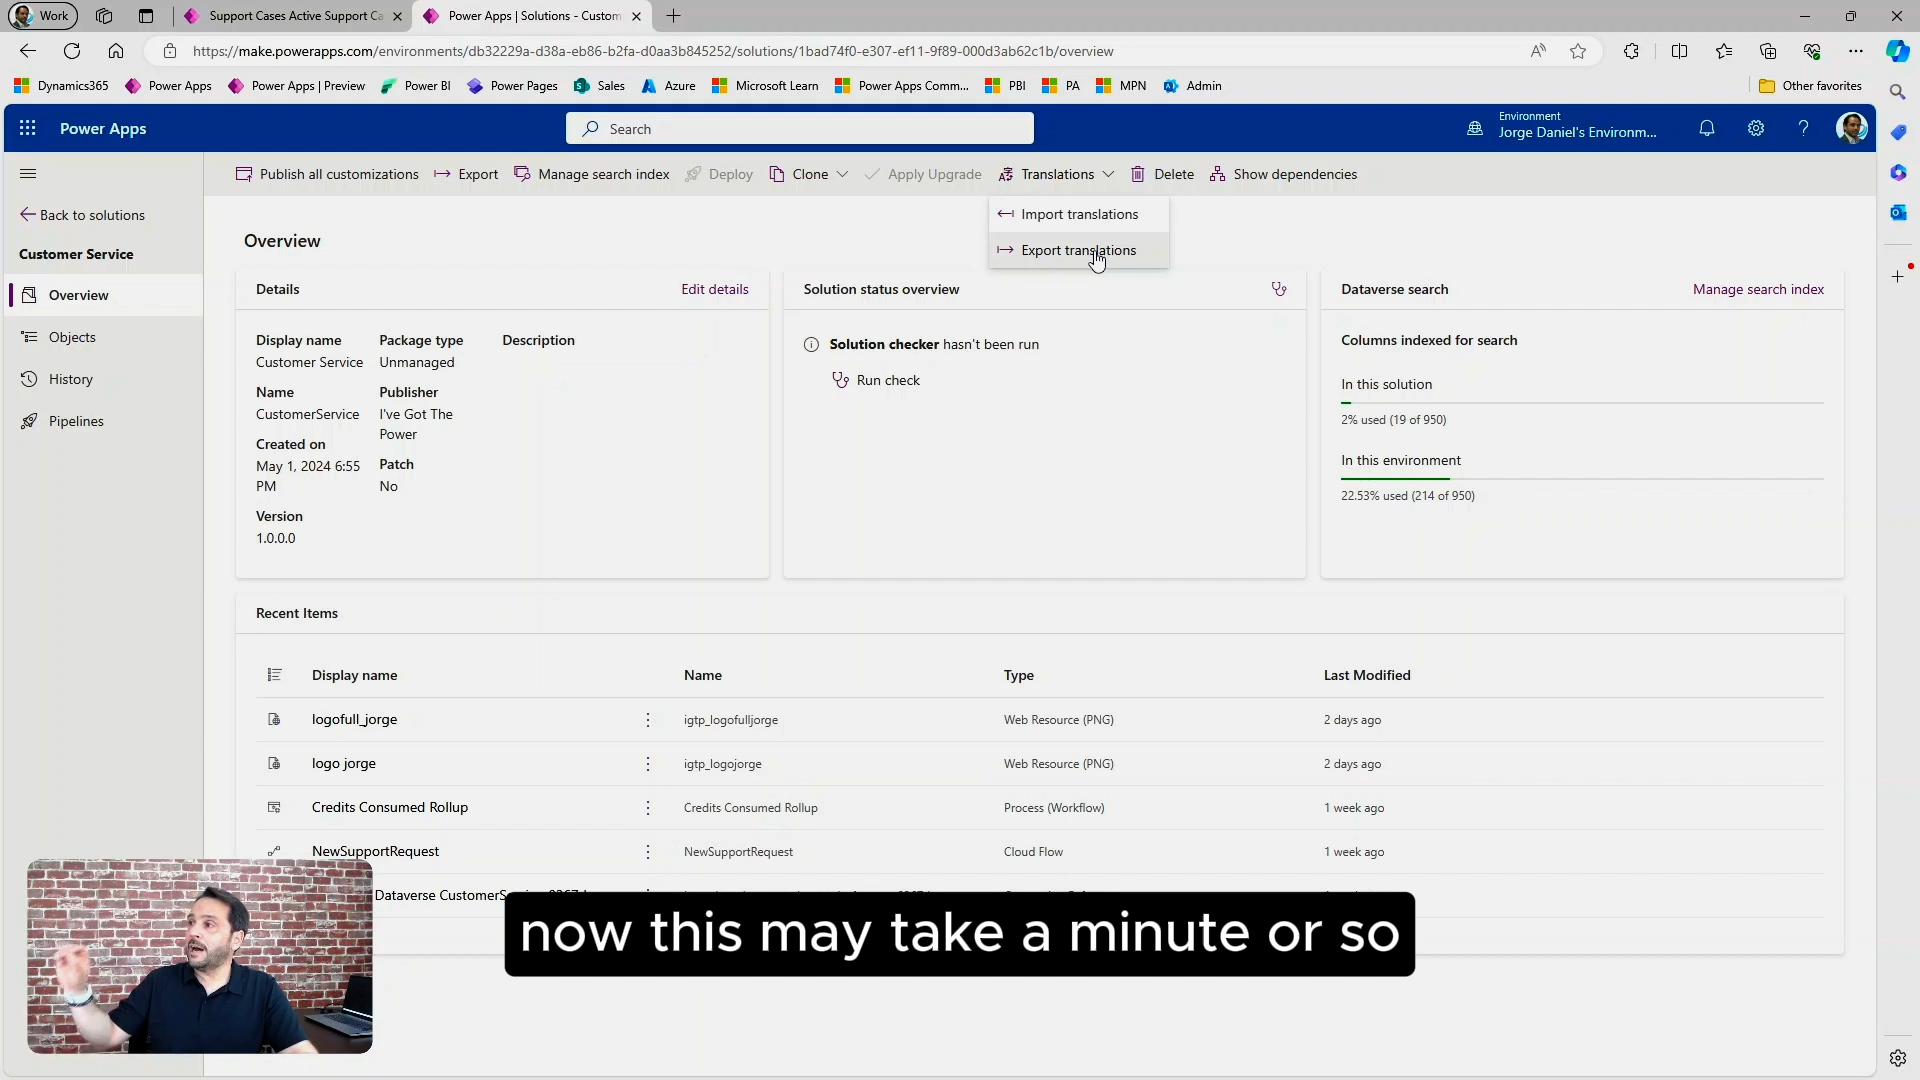 Work
Support Cases Active Support Ca
Power Apps | Solutions - Custom
https://make.powerapps.com/environments/db32229a-d38a-eb86-b2fa-d0aa3b845252/solutions/1bad74f0-e307-ef11-9f89-000d3ab62c1b/overview
Dynamics365
Power Apps
Power Apps | Preview
Power BI
Power Pages
Sales
Azure
Microsoft Learn
Power Apps Comm...
PBI
PA
MPN
Admin
Other favorites
Power Apps
Search
Environment
Jorge Daniel's Environm...
Publish all customizations
Export
Manage search index
Deploy
Clone
Apply Upgrade
Translations
Delete
Show dependencies
Import translations
Export translations
Back to solutions
Customer Service
Overview
Objects
History
Pipelines
Overview
Details
Edit details
Display name
Customer Service
Name
CustomerService
Created on
May 1, 2024 6:55
PM
Version
1.0.0.0
Package type
Unmanaged
Publisher
I've Got The
Power
Patch
No
Description
Solution status overview
Solution checker hasn't been run
Run check
Dataverse search
Manage search index
Columns indexed for search
In this solution
2% used (19 of 950)
In this environment
22.53% used (214 of 950)
Recent Items
Display name
Name
Type
Last Modified
logofull_jorge
igtp_logofulljorge
Web Resource (PNG)
2 days ago
logo jorge
igtp_logojorge
Web Resource (PNG)
2 days ago
Credits Consumed Rollup
Credits Consumed Rollup
Process (Workflow)
1 week ago
NewSupportRequest
NewSupportRequest
Cloud Flow
1 week ago
Dataverse CustomerS
now this may take a minute or so